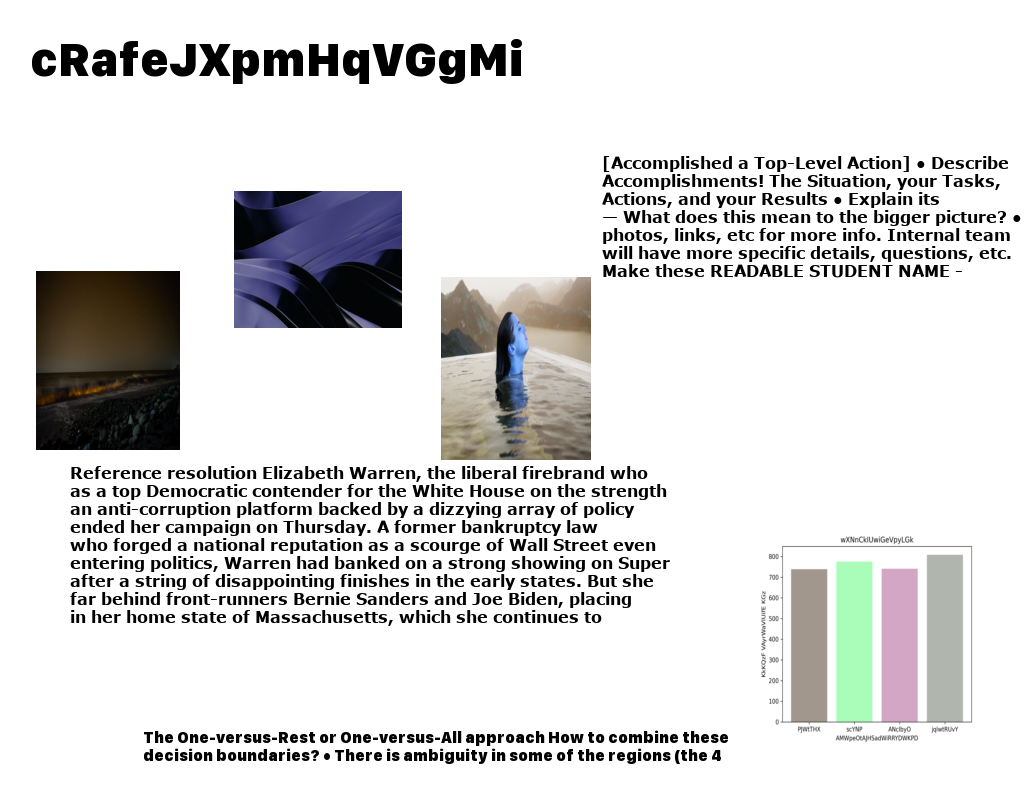 cRafeJXpmHqVGgMi
[Accomplished a Top-Level Action] ● Describe
Accomplishments! The Situation, your Tasks,
Actions, and your Results ● Explain its
— What does this mean to the bigger picture? ●
photos, links, etc for more info. Internal team
will have more specific details, questions, etc.
Make these READABLE STUDENT NAME -
Reference resolution Elizabeth Warren, the liberal firebrand who
as a top Democratic contender for the White House on the strength
an anti-corruption platform backed by a dizzying array of policy
ended her campaign on Thursday. A former bankruptcy law
who forged a national reputation as a scourge of Wall Street even
entering politics, Warren had banked on a strong showing on Super
after a string of disappointing finishes in the early states. But she
far behind front-runners Bernie Sanders and Joe Biden, placing
in her home state of Massachusetts, which she continues to
800
700
600
500
400
300
200
100
0
scYNP
The One-versus-Rest or One-versus-All approach How to combine these
decision boundaries? ● There is ambiguity in some of the regions (the 4